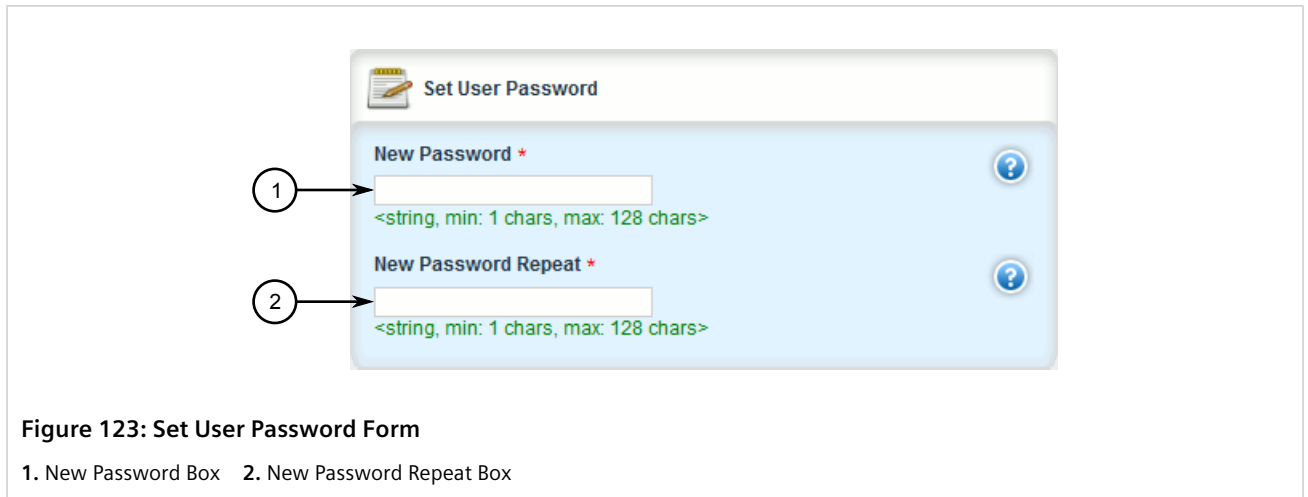 Set User Password
New Password *
1
<string, min: 1 chars, max: 128 chars>
New Password Repeat *
2
<string, min: 1 chars, max: 128 chars>
Figure 123: Set User Password Form
1. New Password Box 2. New Password Repeat Box